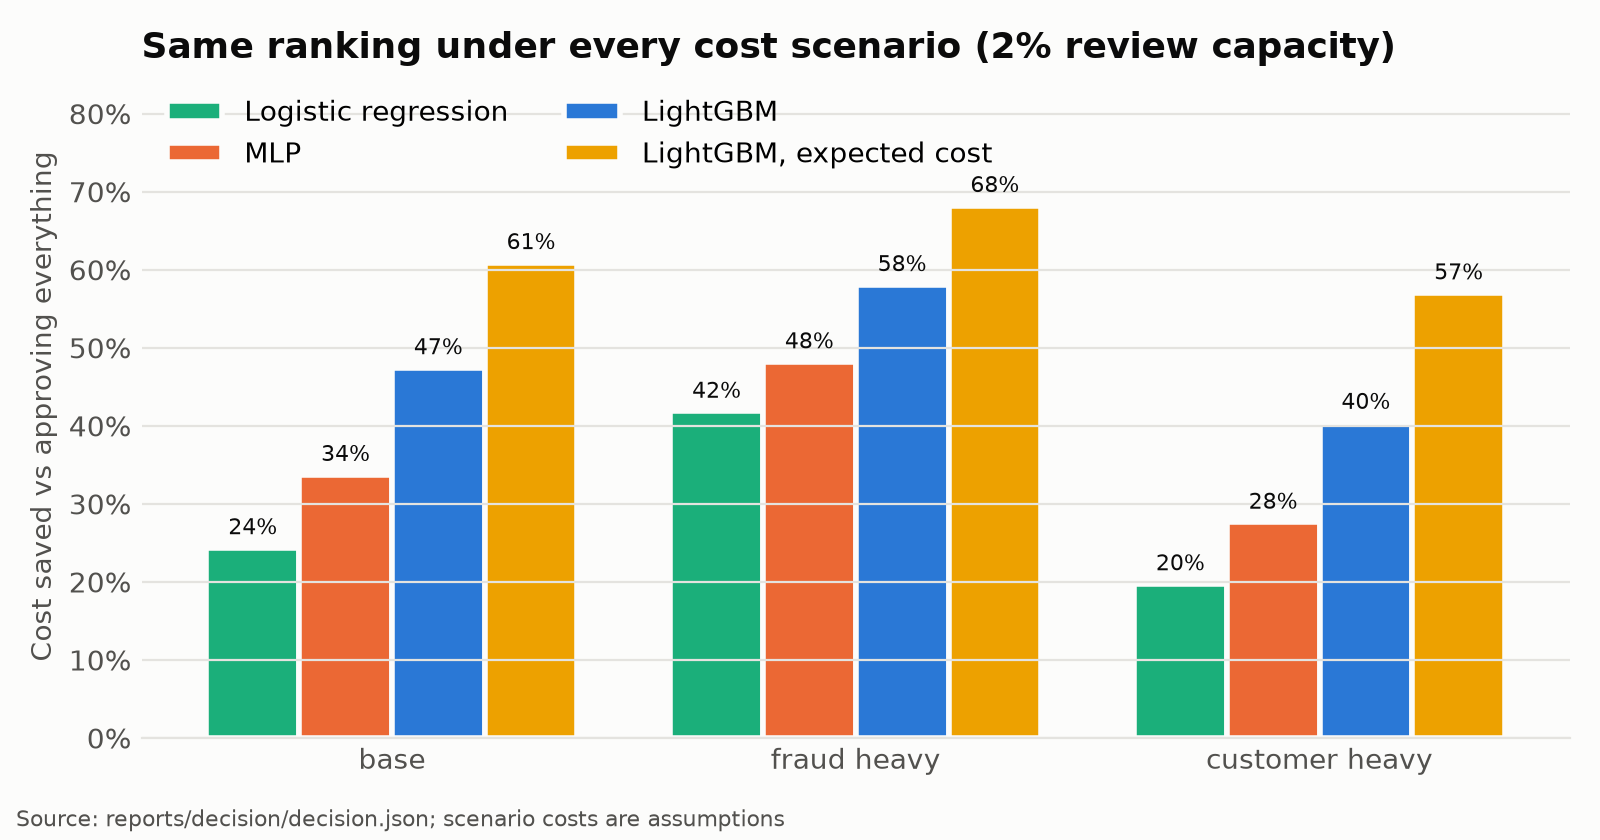 Same ranking under every cost scenario (2% review capacity)
Logistic regression
MLP
LightGBM
LightGBM, expected cost
Cost saved vs approving everything
80%
70%
60%
50%
40%
30%
20%
10%
0%
24%
34%
47%
61%
42%
48%
58%
68%
20%
28%
40%
57%
base
fraud heavy
customer heavy
Source: reports/decision/decision.json; scenario costs are assumptions